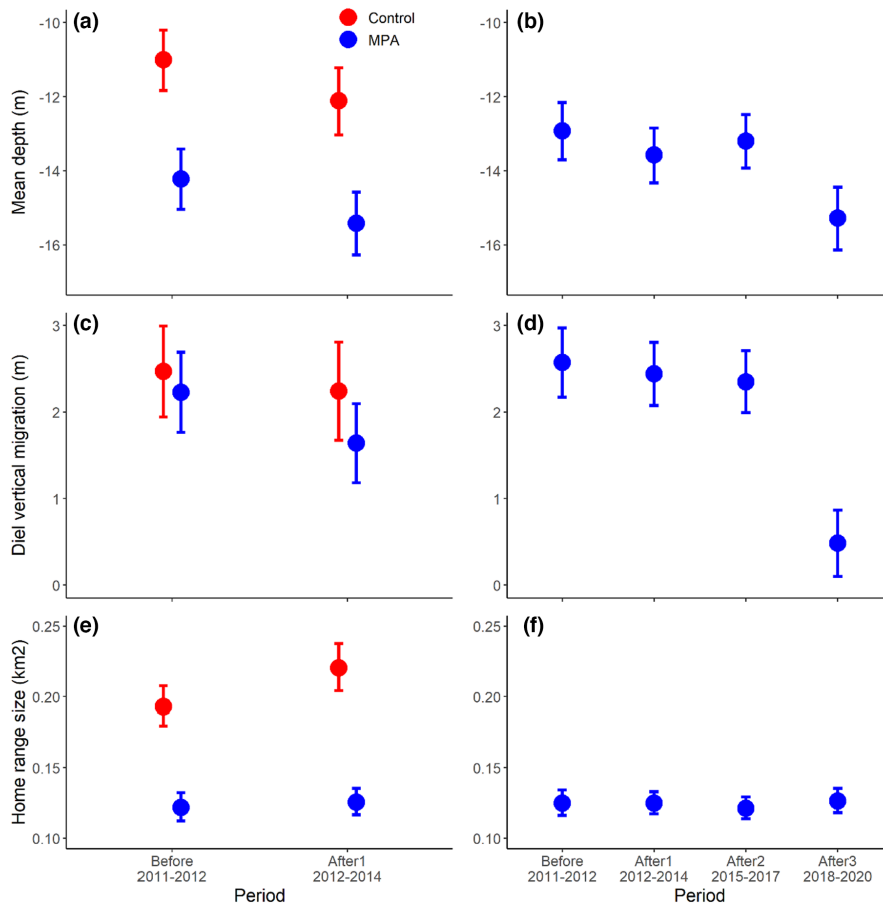 (a)
Control
MPA
(b)
Mean depth (m)
-10
-12
-14
-16
-10
-12
-14
-16
(c)
(d)
Diel vertical migration (m)
3
2
1
0
3
2
1
0
(e)
(f)
Home range size (km2)
0.25
0.20
0.15
0.10
0.25
0.20
0.15
0.10
Before
2011-2012
After1
2012-2014
Period
Before
2011-2012
After1
2012-2014
After2
2015-2017
After3
2018-2020
Period